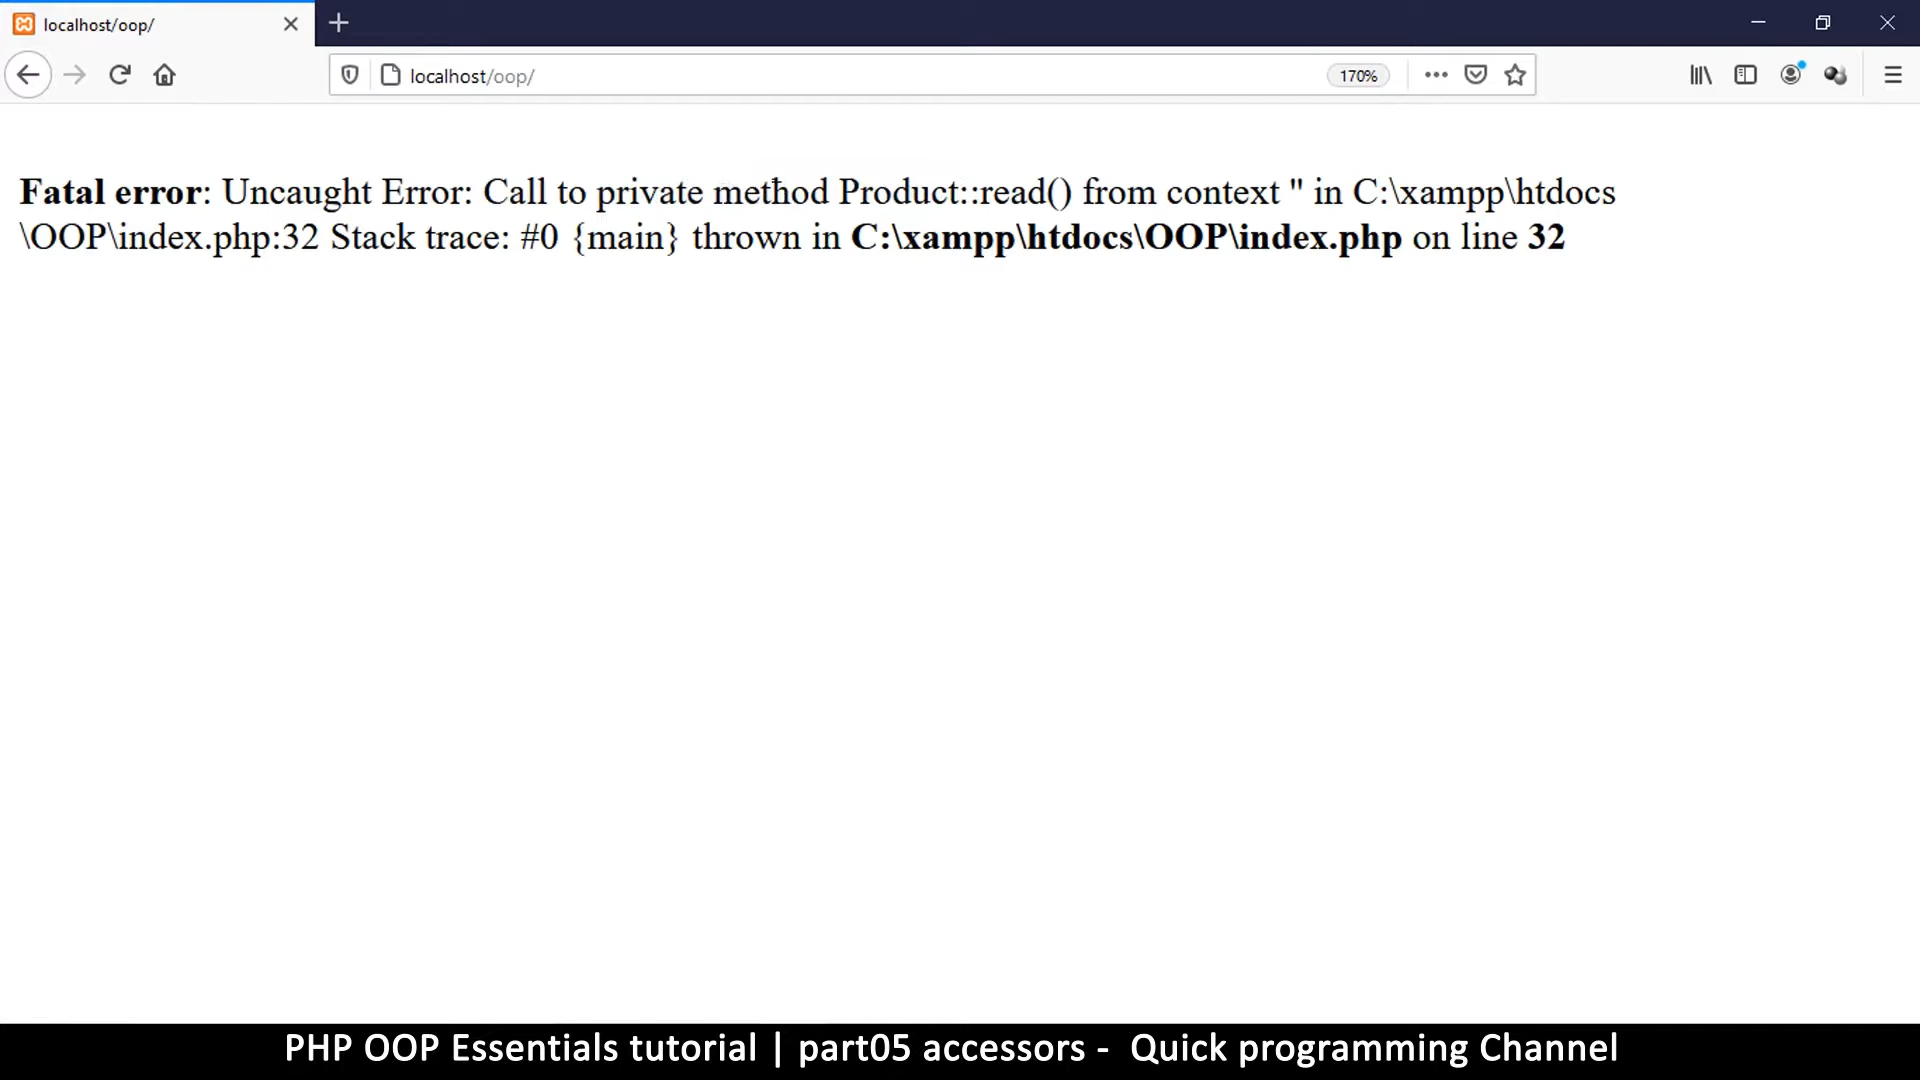 localhost/oop/
localhost/oop/
170%
Fatal error: Uncaught Error: Call to private method Product::read() from context '' in C:\xampp\htdocs
\OOP\index.php:32 Stack trace: #0 {main} thrown in C:\xampp\htdocs\OOP\index.php on line 32
PHP OOP Essentials tutorial | part05 accessors - Quick programming Channel